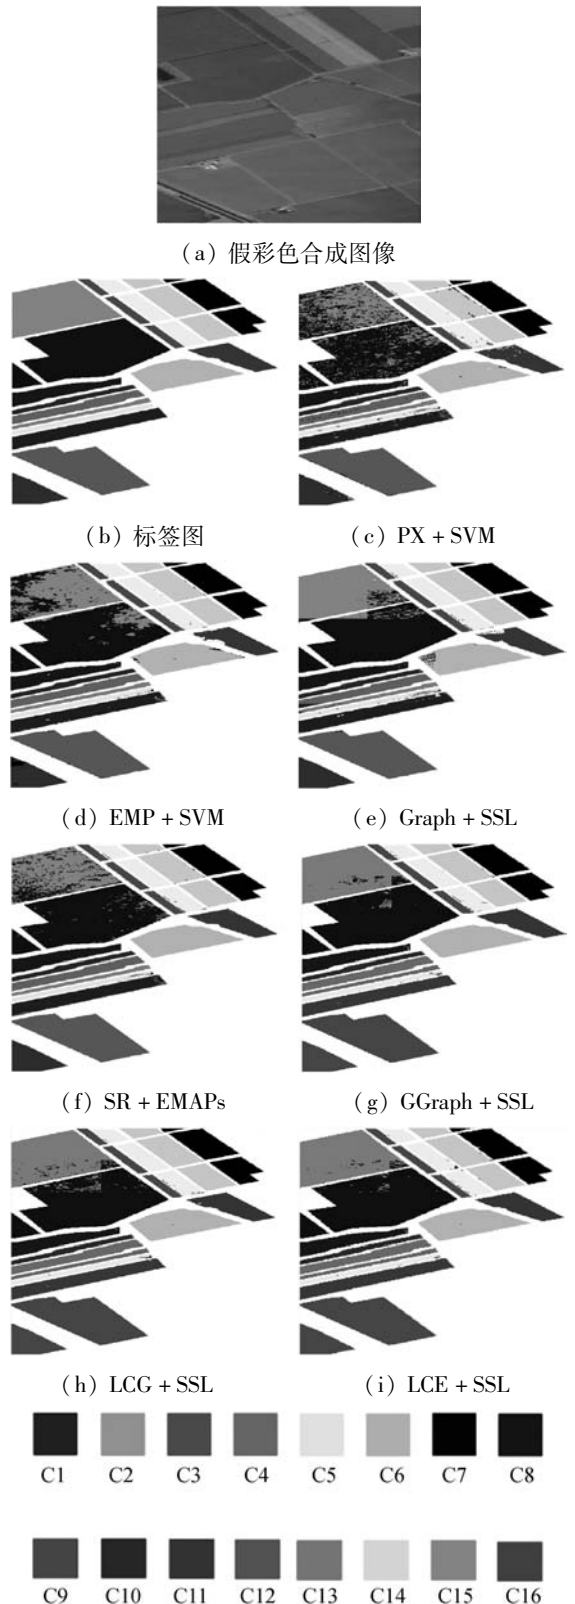 (a) 假彩色合成图像
(b) 标签图
(c) PX + SVM
(d) EMP + SVM
(e) Graph + SSL
(f) SR + EMAPs
(g) GGraph + SSL
(h) LCG + SSL
(i) LCE + SSL
C1 C2 C3 C4 C5 C6 C7 C8
C9 C10 C11 C12 C13 C14 C15 C16